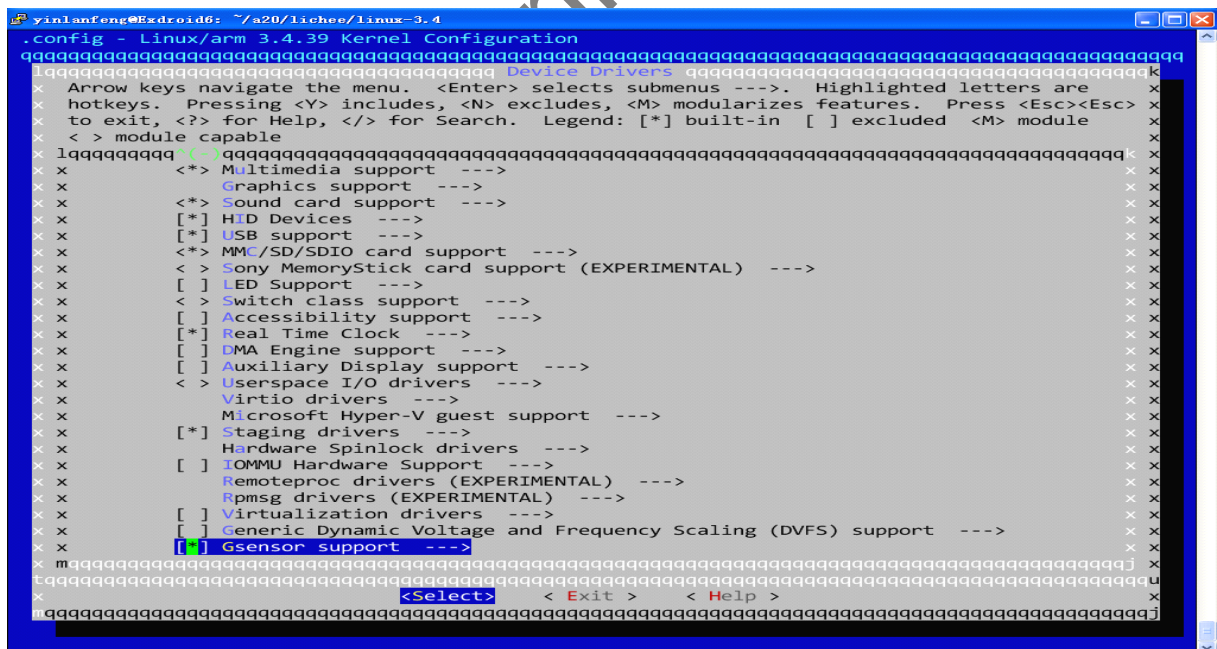 yinlanfeng@Exdroid6: ~/a20/lichee/linux-3.4
.config - Linux/arm 3.4.39 Kernel Configuration
Device Drivers
Arrow keys navigate the menu.  <Enter> selects submenus --->.  Highlighted letters are
hotkeys.  Pressing <Y> includes, <N> excludes, <M> modularizes features.  Press <Esc><Esc>
to exit, <?> for Help, </> for Search.  Legend: [*] built-in  [ ] excluded  <M> module
< > module capable
^(-)
<*> Multimedia support  --->
Graphics support  --->
<*> Sound card support  --->
[*] HID Devices  --->
[*] USB support  --->
<*> MMC/SD/SDIO card support  --->
< > Sony MemoryStick card support (EXPERIMENTAL)  --->
[ ] LED Support  --->
< > Switch class support  --->
[ ] Accessibility support  --->
[*] Real Time Clock  --->
[ ] DMA Engine support  --->
[ ] Auxiliary Display support  --->
< > Userspace I/O drivers  --->
Virtio drivers  --->
Microsoft Hyper-V guest support  --->
[*] Staging drivers  --->
Hardware Spinlock drivers  --->
[ ] IOMMU Hardware Support  --->
Remoteproc drivers (EXPERIMENTAL)  --->
Rpmsg drivers (EXPERIMENTAL)  --->
[ ] Virtualization drivers  --->
[ ] Generic Dynamic Voltage and Frequency Scaling (DVFS) support  --->
[*] Gsensor support  --->
<Select>    < Exit >    < Help >